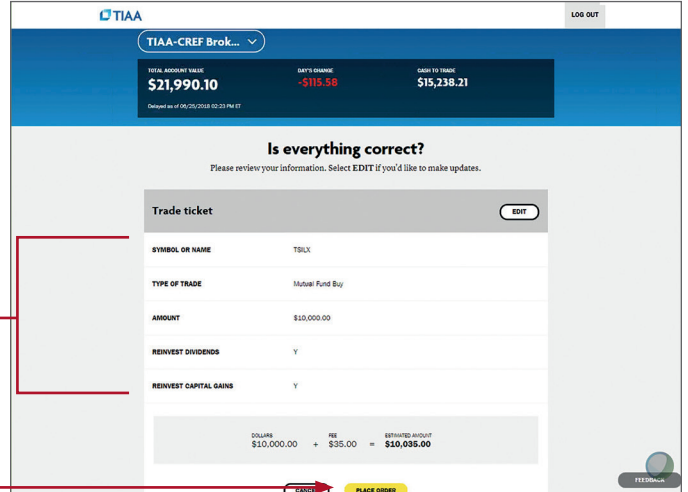 TIAA
LOG OUT
TIAA-CREF Brok...
TOTAL ACCOUNT VALUE
$21,990.10
Delayed as of 06/25/2018 02:23 PM ET
DAY'S CHANGE
-$115.58
CASH TO TRADE
$15,238.21
Is everything correct?
Please review your information. Select EDIT if you'd like to make updates.
Trade ticket
EDIT
SYMBOL OR NAME TSILX
TYPE OF TRADE Mutual Fund Buy
AMOUNT $10,000.00
REINVEST DIVIDENDS Y
REINVEST CAPITAL GAINS Y
DOLLARS FEE ESTIMATED AMOUNT
$10,000.00 + $35.00 = $10,035.00
CANCEL PLACE ORDER
FEEDBACK